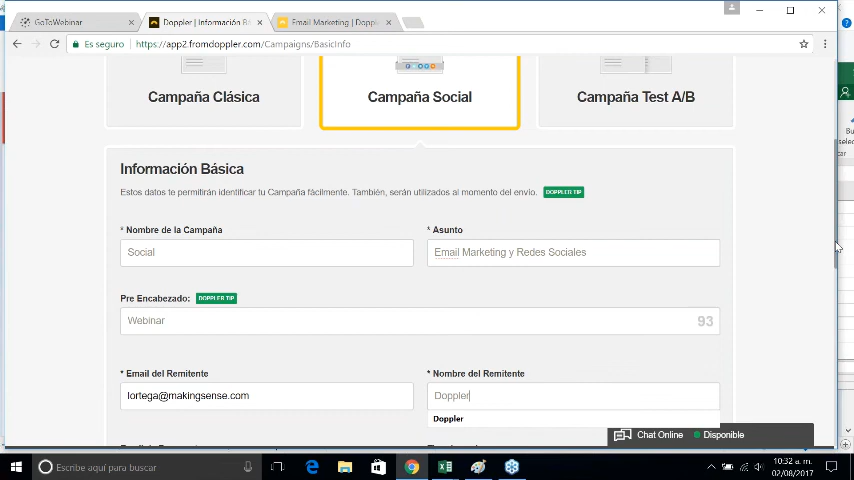 GoToWebinar
Doppler | Información Bá
Email Marketing | Dopple
Es seguro
https://app2.fromdoppler.com/Campaigns/BasicInfo
Campaña Clásica
Campaña Social
Campaña Test A/B
Información Básica
Estos datos te permitirán identificar tu Campaña fácilmente. También, serán utilizados al momento del envío. DOPPLER TIP
* Nombre de la Campaña
* Asunto
Social
Email Marketing y Redes Sociales
Pre Encabezado: DOPPLER TIP
Webinar
93
* Email del Remitente
* Nombre del Remitente
lortega@makingsense.com
Doppler
Doppler
Chat Online
Disponible
Escribe aquí para buscar
10:32 a. m.
02/08/2017